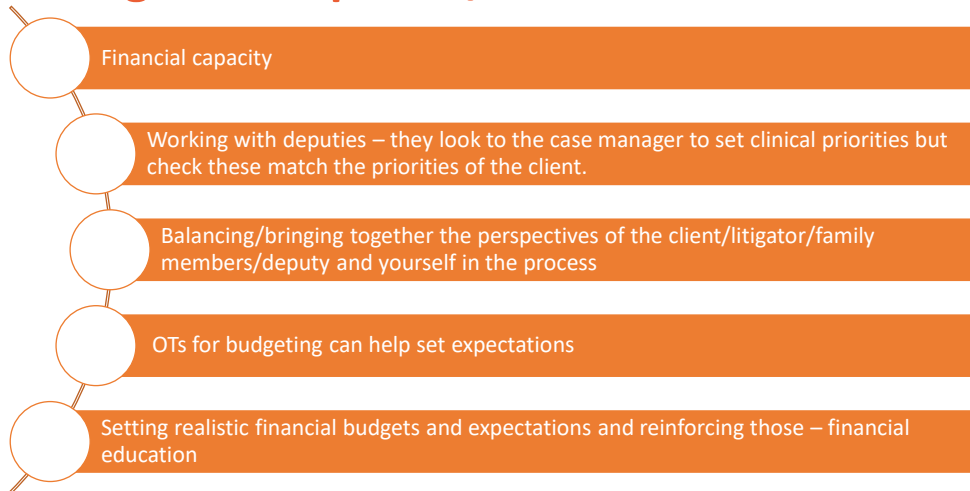 Financial capacity
Working with deputies – they look to the case manager to set clinical priorities but
check these match the priorities of the client.
Balancing/bringing together the perspectives of the client/litigator/family
members/deputy and yourself in the process
OTs for budgeting can help set expectations
Setting realistic financial budgets and expectations and reinforcing those – financial
education